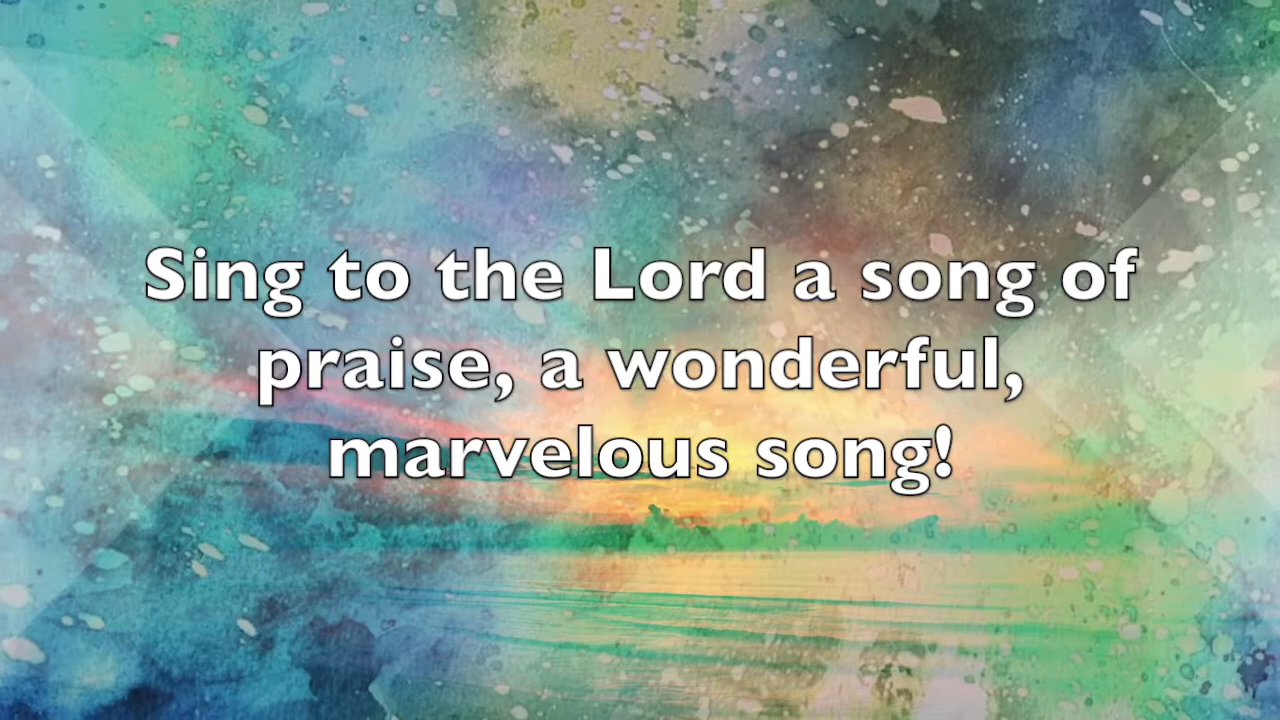 Sing to the Lord a song of
praise, a wonderful,
marvelous song!